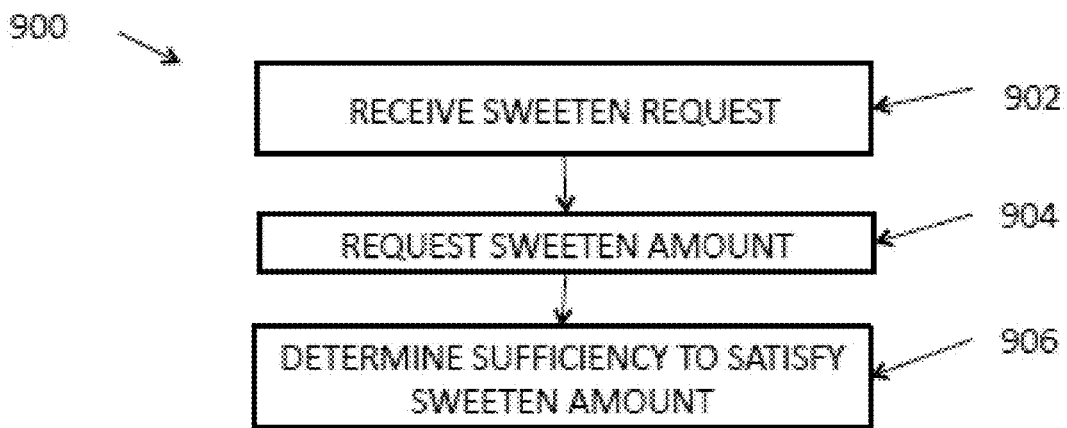 900
RECEIVE SWEETEN REQUEST
902
REQUEST SWEETEN AMOUNT
904
DETERMINE SUFFICIENCY TO SATISFY
SWEETEN AMOUNT
906